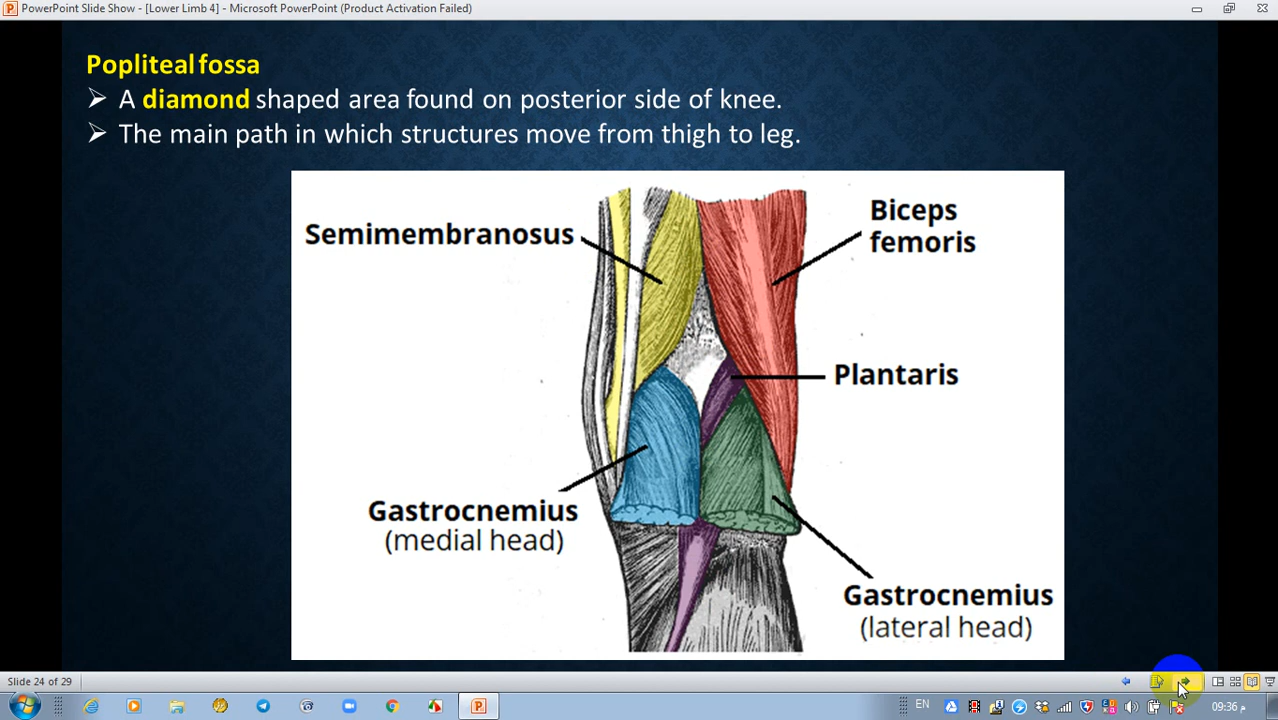 PowerPoint Slide Show - [Lower Limb 4] - Microsoft PowerPoint (Product Activation Failed)
Popliteal fossa
➢ A diamond shaped area found on posterior side of knee.
➢ The main path in which structures move from thigh to leg.
Semimembranosus
Biceps
femoris
Plantaris
Gastrocnemius
(medial head)
Gastrocnemius
(lateral head)
Slide 24 of 29
EN
09:36 م